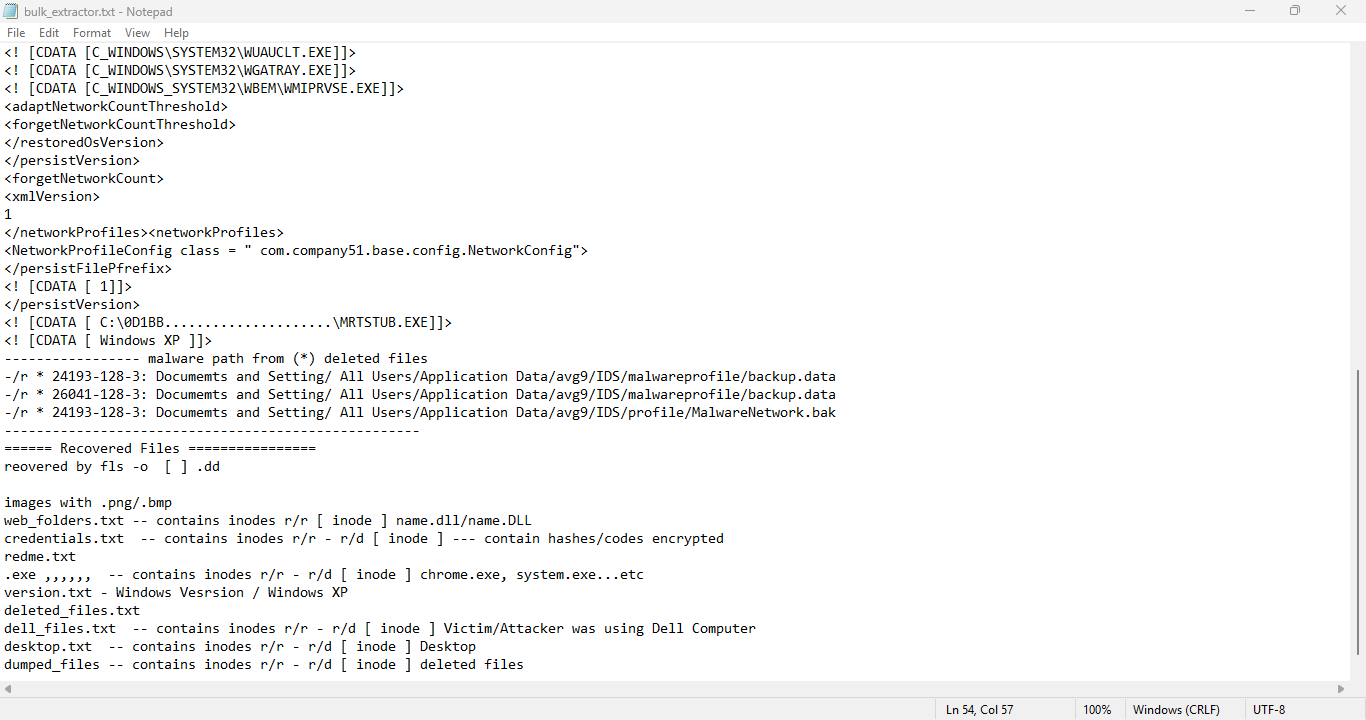 bulk_extractor.txt - Notepad
File Edit Format View Help
<! [CDATA [C_WINDOWS\SYSTEM32\WUAUCLT.EXE]]>
<! [CDATA [C_WINDOWS\SYSTEM32\WGATRAY.EXE]]>
<! [CDATA [C_WINDOWS_SYSTEM32\WBEM\WMIPRVSE.EXE]]>
<adaptNetworkCountThreshold>
<forgetNetworkCountThreshold>
</restoredOsVersion>
</persistVersion>
<forgetNetworkCount>
<xmlVersion>
1
</networkProfiles><networkProfiles>
<NetworkProfileConfig class = " com.company51.base.config.NetworkConfig">
</persistFilePfrefix>
<! [CDATA [ 1]]>
</persistVersion>
<! [CDATA [ C:\0D1BB.....................\MRTSTUB.EXE]]>
<! [CDATA [ Windows XP ]]>
----------------- malware path from (*) deleted files
-/r * 24193-128-3: Documemts and Setting/ All Users/Application Data/avg9/IDS/malwareprofile/backup.data
-/r * 26041-128-3: Documemts and Setting/ All Users/Application Data/avg9/IDS/malwareprofile/backup.data
-/r * 24193-128-3: Documemts and Setting/ All Users/Application Data/avg9/IDS/profile/MalwareNetwork.bak
----------------------------------------------------
====== Recovered Files ================
reovered by fls -o [ ] .dd
images with .png/.bmp
web_folders.txt -- contains inodes r/r [ inode ] name.dll/name.DLL
credentials.txt -- contains inodes r/r - r/d [ inode ] --- contain hashes/codes encrypted
redme.txt
.exe ,,,,,, -- contains inodes r/r - r/d [ inode ] chrome.exe, system.exe...etc
version.txt - Windows Vesrsion / Windows XP
deleted_files.txt
dell_files.txt -- contains inodes r/r - r/d [ inode ] Victim/Attacker was using Dell Computer
desktop.txt -- contains inodes r/r - r/d [ inode ] Desktop
dumped_files -- contains inodes r/r - r/d [ inode ] deleted files
Ln 54, Col 57 100% Windows (CRLF) UTF-8